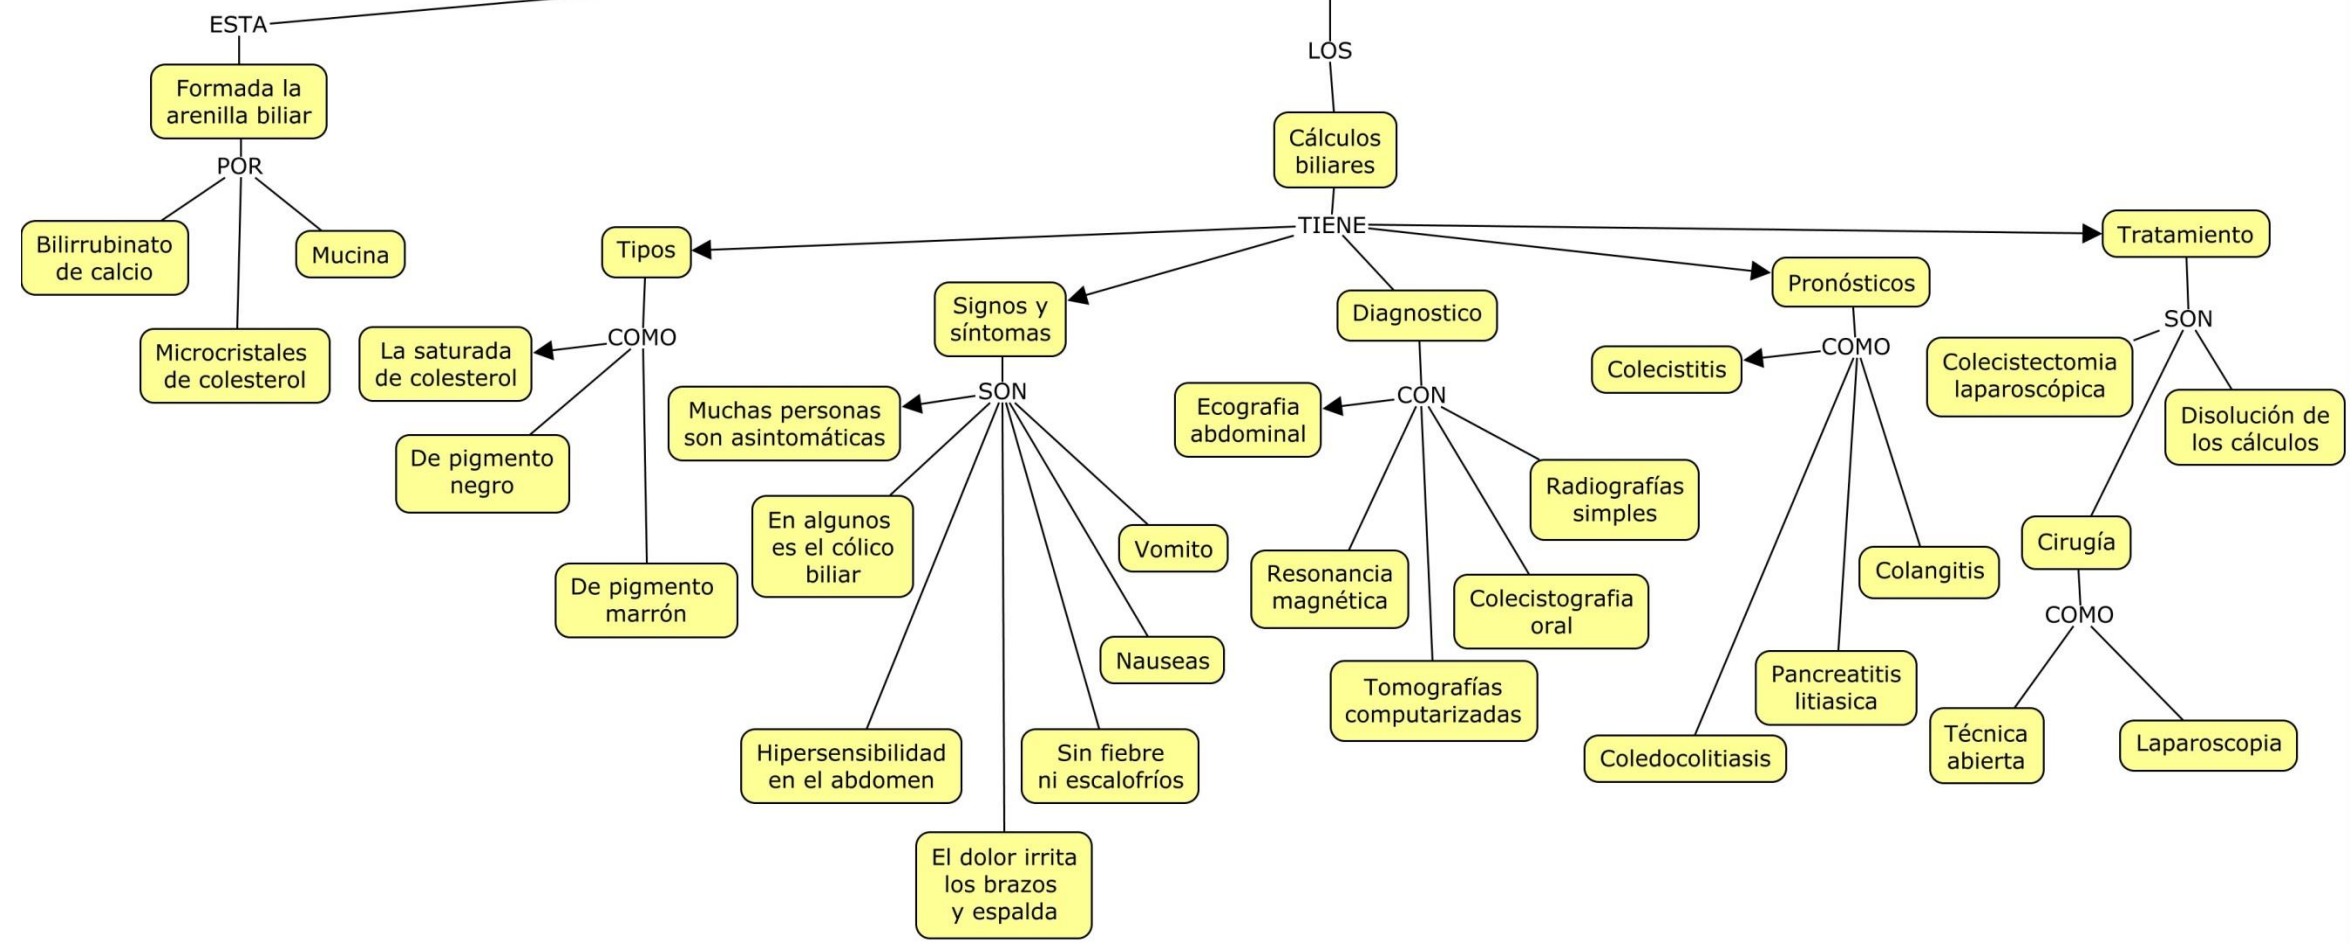 ESTA
Formada la
arenilla biliar
POR
Bilirrubinato
de calcio
Microcristales
de colesterol
Mucina
LOS
Cálculos
biliares
TIENE
Tipos
COMO
La saturada
de colesterol
De pigmento
negro
De pigmento
marrón
Signos y
síntomas
SON
Muchas personas
son asintomáticas
En algunos
es el cólico
biliar
Hipersensibilidad
en el abdomen
El dolor irrita
los brazos
y espalda
Sin fiebre
ni escalofríos
Nauseas
Vomito
Diagnostico
CON
Ecografia
abdominal
Resonancia
magnética
Tomografías
computarizadas
Colecistografia
oral
Radiografías
simples
Pronósticos
COMO
Colecistitis
Coledocolitiasis
Pancreatitis
litiasica
Colangitis
Tratamiento
SON
Colecistectomia
laparoscópica
Cirugía
COMO
Técnica
abierta
Laparoscopia
Disolución de
los cálculos